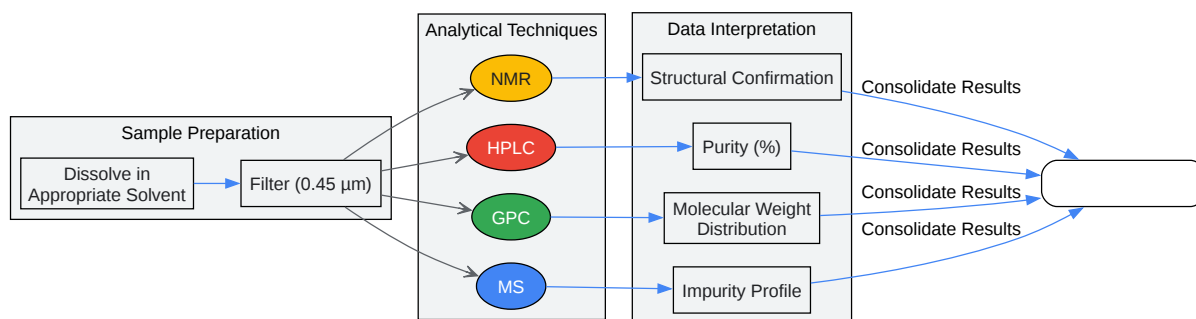 Sample Preparation
Dissolve in
Appropriate Solvent
Filter (0.45 µm)
Analytical Techniques
NMR
HPLC
GPC
MS
Data Interpretation
Structural Confirmation
Purity (%)
Molecular Weight
Distribution
Impurity Profile
Consolidate Results
Consolidate Results
Consolidate Results
Consolidate Results